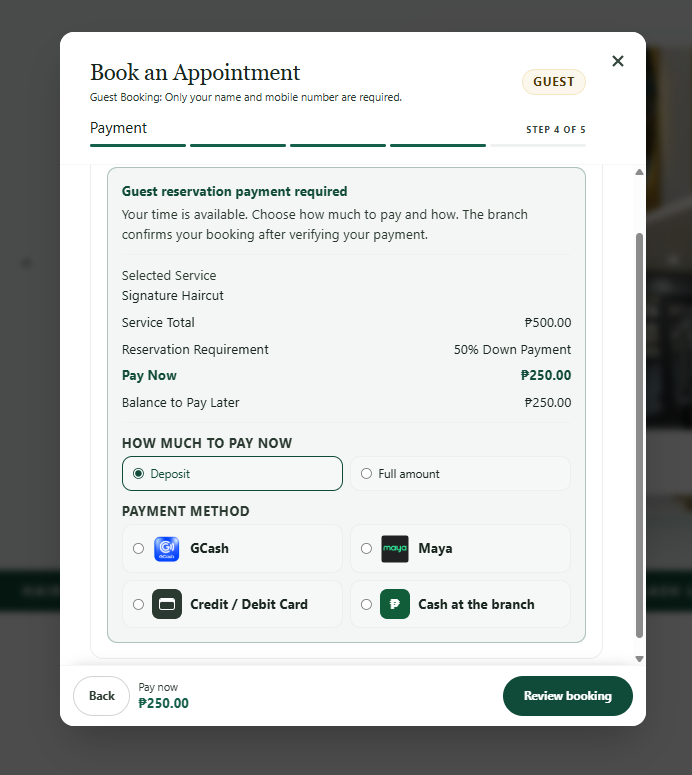 Book an Appointment
GUEST
Guest Booking: Only your name and mobile number are required.
Payment
STEP 4 OF 5
Guest reservation payment required
Your time is available. Choose how much to pay and how. The branch
confirms your booking after verifying your payment.
Selected Service
Signature Haircut
Service Total ₱500.00
Reservation Requirement 50% Down Payment
Pay Now ₱250.00
Balance to Pay Later ₱250.00
HOW MUCH TO PAY NOW
Deposit
Full amount
PAYMENT METHOD
GCash
GCash
maya
Maya
Credit / Debit Card
₱
Cash at the branch
Back
Pay now
₱250.00
Review booking